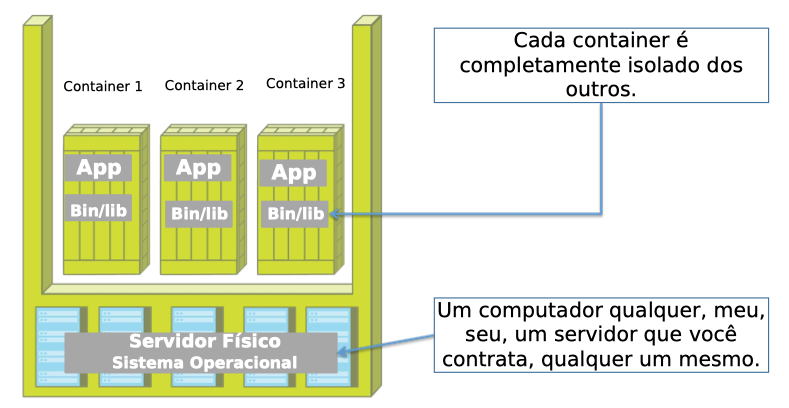 Container 1
Container 2
Container 3
App
Bin/lib
App
Bin/lib
App
Bin/lib
Servidor Físico
Sistema Operacional
Cada container é
completamente isolado dos
outros.
Um computador qualquer, meu,
seu, um servidor que você
contrata, qualquer um mesmo.